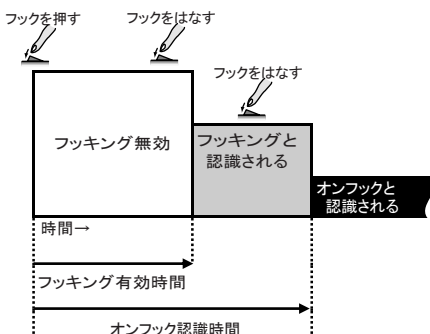 フックを押す
フックをはなす
フックをはなす
フッキング無効
フッキングと
認識される
オンフックと
認識される
時間→
フッキング有効時間
オンフック認識時間